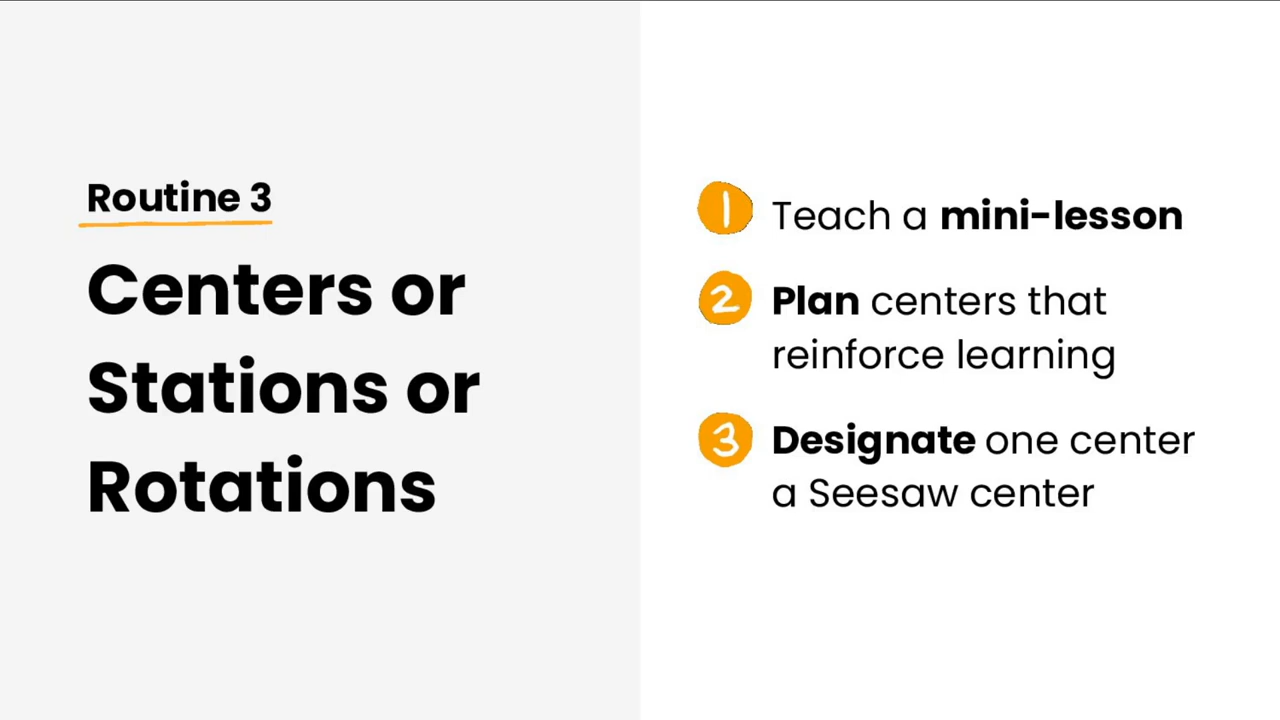 Routine 3
Centers or
Stations or
Rotations
1 Teach a mini-lesson
2 Plan centers that
reinforce learning
3 Designate one center
a Seesaw center